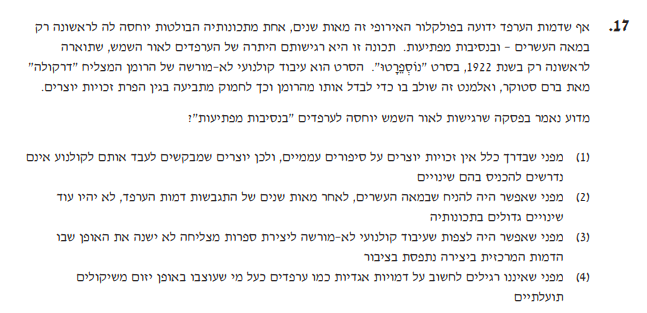 17. אף שדמות הערפד ידועה בפולקלור האירופי זה מאות שנים, אחת מתכונותיה הבולטות יוחסה לה לראשונה רק
במאה העשרים – ובנסיבות מפתיעות. תכונה זו היא רגישותם היתרה של הערפדים לאור השמש, שתוארה
לראשונה רק בשנת 1922, בסרט "נוֹסְפֵרָטוּ". הסרט הוא עיבוד קולנועי לא-מורשה של הרומן המצליח "דרקולה"
מאת ברם סטוקר, ואלמנט זה שולב בו כדי לבדל אותו מהרומן וכך לחמוק מתביעה בגין הפרת זכויות יוצרים.
מדוע נאמר בפסקה שרגישות לאור השמש יוחסה לערפדים "בנסיבות מפתיעות"?
(1) מפני שבדרך כלל אין זכויות יוצרים על סיפורים עממיים, ולכן יוצרים שמבקשים לעבד אותם לקולנוע אינם
נדרשים להכניס בהם שינויים
(2) מפני שאפשר היה להניח שבמאה העשרים, לאחר מאות שנים של התגבשות דמות הערפד, לא יהיו עוד
שינויים גדולים בתכונותיה
(3) מפני שאפשר היה לצפות שעיבוד קולנועי לא-מורשה ליצירת ספרות מצליחה לא ישנה את האופן שבו
הדמות המרכזית ביצירה נתפסת בציבור
(4) מפני שאיננו רגילים לחשוב על דמויות אגדיות כמו ערפדים כעל מי שעוצבו באופן יזום משיקולים
תועלתיים